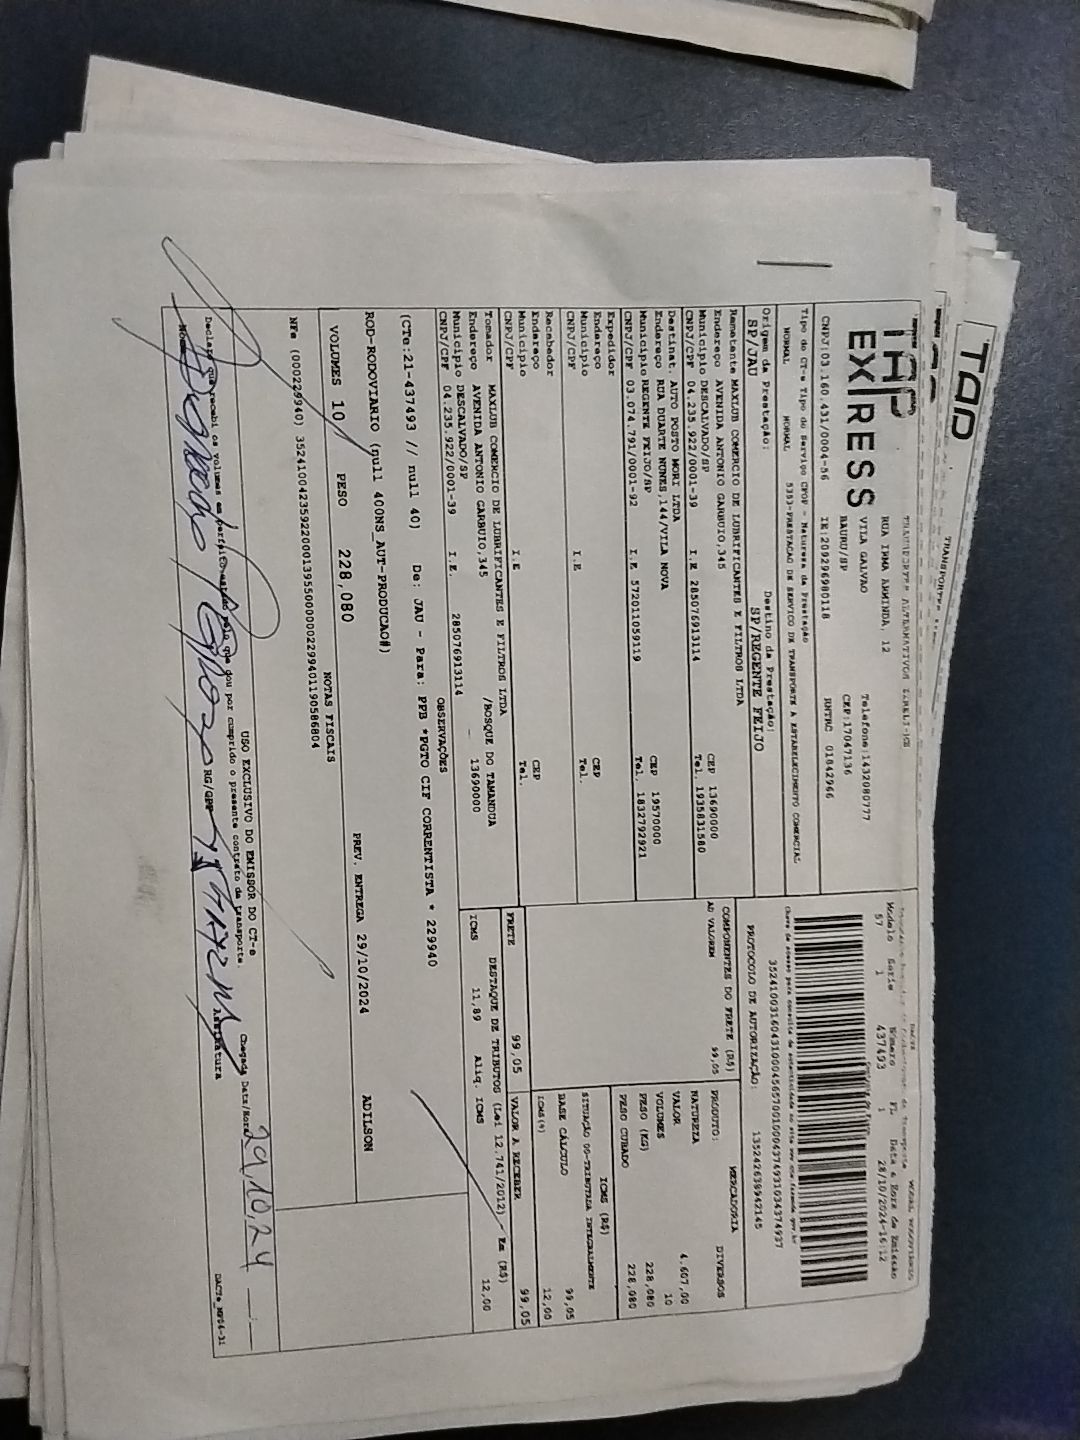 TAP
EXPRESS
VILA GALVAO
BAURU/SP
RUA IRMA ARMINDA, 12
Telefone:1432080777
CEP:17047136
CNPJ:03.160.431/0004-56 IE:209296980118 RNTRC 01842966
Modelo Serie Número FL Data e Hora de Emissão
57 1 437493 1 28/10/2024-16:12
Tipo do CT-e Tipo do Serviço CFOP - Natureza da Prestação
NORMAL NORMAL 5353-PRESTACAO DE SERVICO DE TRANSPORTE A ESTABELECIMENTO COMERCIAL
PROTOCOLO DE AUTORIZAÇÃO: 135242639942145
Origem da Prestação: Destino da Prestação:
SP/JAU SP/REGENTE FEIJO
Remetente MAXLUB COMERCIO DE LUBRIFICANTES E FILTROS LTDA
Endereço AVENIDA ANTONIO GARBUIO,345 CEP 13690000
Município DESCALVADO/SP Tel. 1935831580
CNPJ/CPF 04.235.922/0001-39 I.E 285076913114
Destinat. AUTO POSTO MORI LTDA
Endereço RUA DUARTE NUNES,144/VILA NOVA CEP 19570000
Município REGENTE FEIJO/SP Tel. 1832792921
CNPJ/CPF 03.074.791/0001-92 I.E 572011059119
Expedidor
Endereço CEP
Município Tel.
CNPJ/CPF I.E
Recebedor
Endereço CEP
Município Tel.
CNPJ/CPF I.E
Tomador MAXLUB COMERCIO DE LUBRIFICANTES E FILTROS LTDA
Endereço AVENIDA ANTONIO GARBUIO,345 /BOSQUE DO TAMANDUA
Município DESCALVADO/SP 13690000
CNPJ/CPF 04.235.922/0001-39 I.E. 285076913114
COMPONENTES DO FRETE (R$)
AD VALOREM 99,05
PRODUTO: MERCADORIA
NATUREZA DIVERSOS
VALOR 4.607,00
VOLUMES 10
PESO (KG) 228,080
PESO CUBADO 228,080
ICMS (R$)
SITUAÇÃO 00-TRIBUTADA INTEGRALMENTE
BASE CÁLCULO 99,05
ICMS(%) 12,00
FRETE 99,05 VALOR A RECEBER 99,05
DESTAQUE DE TRIBUTOS (Lei 12.741/2012) - Em (R$)
ICMS 11,89 Aliq. ICMS 12,00
OBSERVAÇÕES
(CTe:21-437493 // null 40) De: JAU - Para: PPB *PGTO CIF CORRENTISTA * 229940
ROD-RODOVIARIO (null 400NS_AUT-PRODUCAO#)
VOLUMES 10 PESO 228,080 PREV. ENTREGA 29/10/2024 ADILSON
NOTAS FISCAIS
NFe (000229940)
USO EXCLUSIVO DO EMISSOR DO CT-e
Declaro que recebi os volumes em perfeito estado pelo que dou por cumprido o presente contrato de transporte.
Chegada Data/Hora 29,10,24
RG/CPF Assinatura